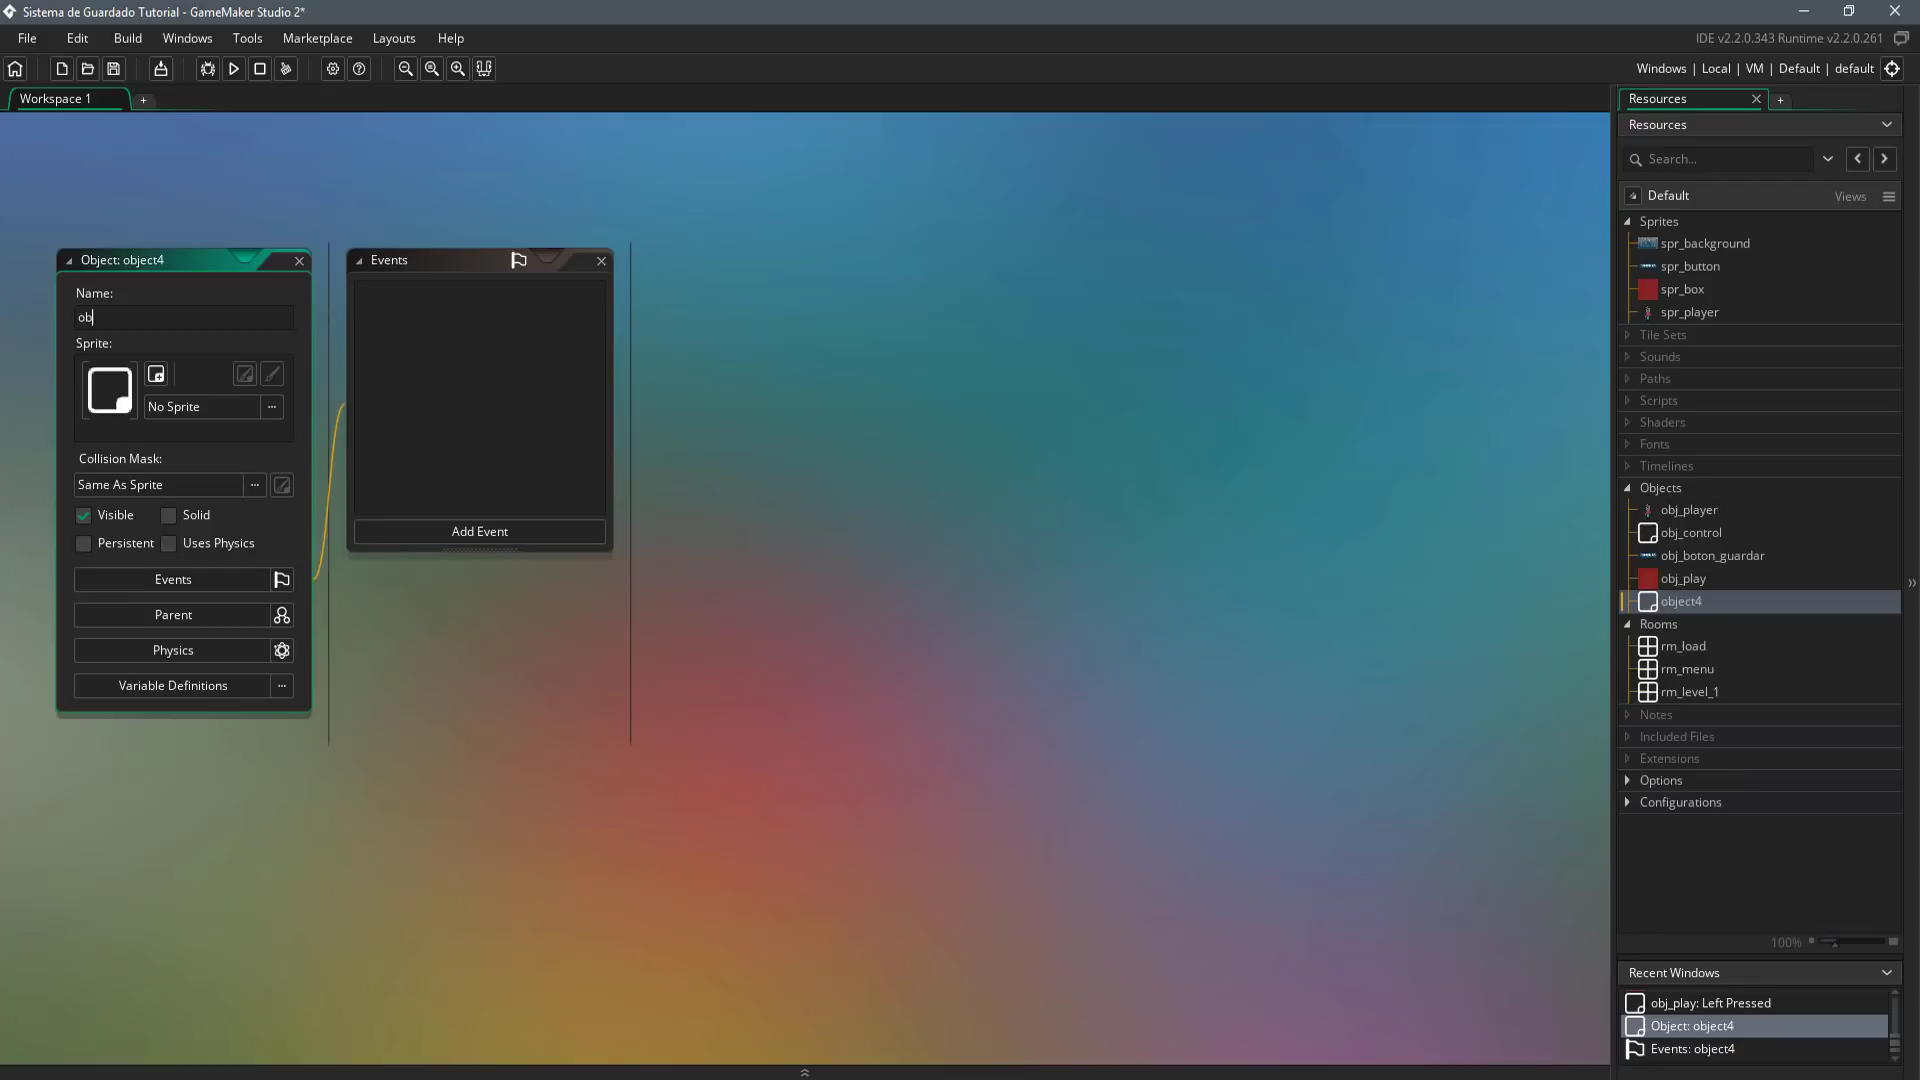 Sistema de Guardado Tutorial - GameMaker Studio 2*
File Edit Build Windows Tools Marketplace Layouts Help
IDE v2.2.0.343 Runtime v2.2.0.261
Windows | Local | VM | Default | default
Workspace 1
+
Object: object4
Name:
ob
Sprite:
No Sprite
...
Collision Mask:
Same As Sprite
...
Visible
Solid
Persistent
Uses Physics
Events
Parent
Physics
Variable Definitions
...
Events
Add Event
Resources
+
Resources
Search...
Default
Views
Sprites
spr_background
spr_button
spr_box
spr_player
Tile Sets
Sounds
Paths
Scripts
Shaders
Fonts
Timelines
Objects
obj_player
obj_control
obj_boton_guardar
obj_play
object4
Rooms
rm_load
rm_menu
rm_level_1
Notes
Included Files
Extensions
Options
Configurations
100%
Recent Windows
obj_play: Left Pressed
Object: object4
Events: object4